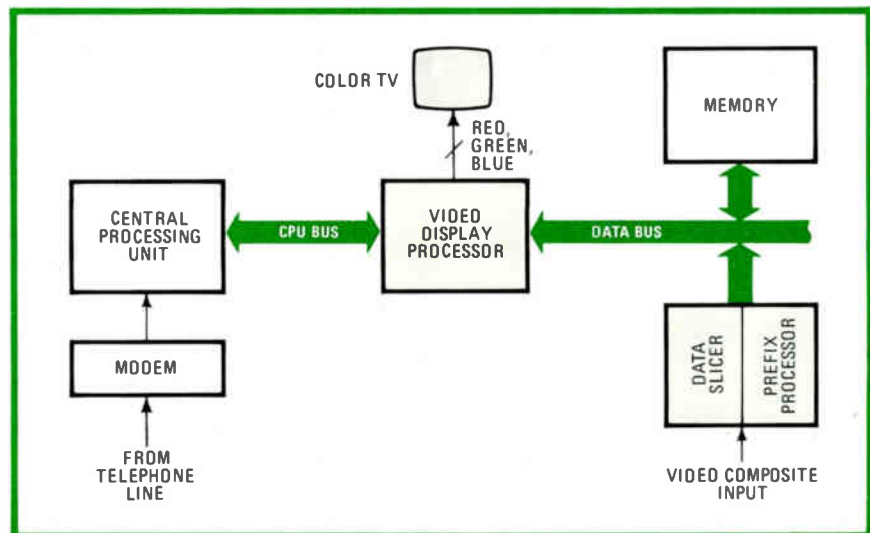 COLOR TV
RED,
GREEN,
BLUE
MEMORY
CENTRAL
PROCESSING
UNIT
CPU BUS
VIDEO
DISPLAY
PROCESSOR
DATA BUS
MODEM
DATA
SLICER
PREFIX
PROCESSOR
FROM
TELEPHONE
LINE
VIDEO COMPOSITE
INPUT